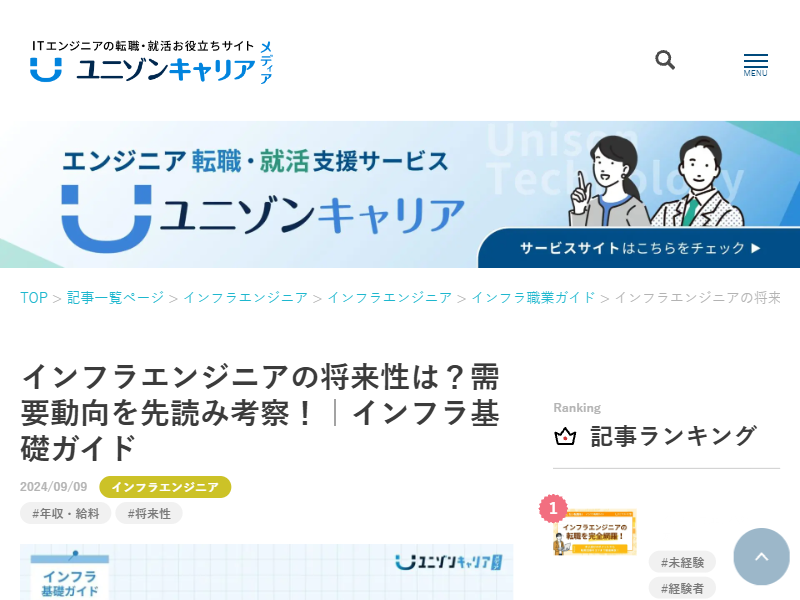 ITエンジニアの転職・就活お役立ちサイト
ユニゾンキャリア
メディア
MENU
Unison
Technology
エンジニア転職・就活支援サービス
ユニゾンキャリア
サービスサイトはこちらをチェック ▶
TOP > 記事一覧ページ > インフラエンジニア > インフラエンジニア > インフラ職業ガイド > インフラエンジニアの将来
インフラエンジニアの将来性は？需
要動向を先読み考察！｜インフラ基
礎ガイド
2024/09/09 インフラエンジニア
#年収・給料 #将来性
インフラ
基礎ガイド
ユニゾンキャリア
Ranking
記事ランキング
1
インフラエンジニアの
転職を完全網羅！
#未経験
#経験者